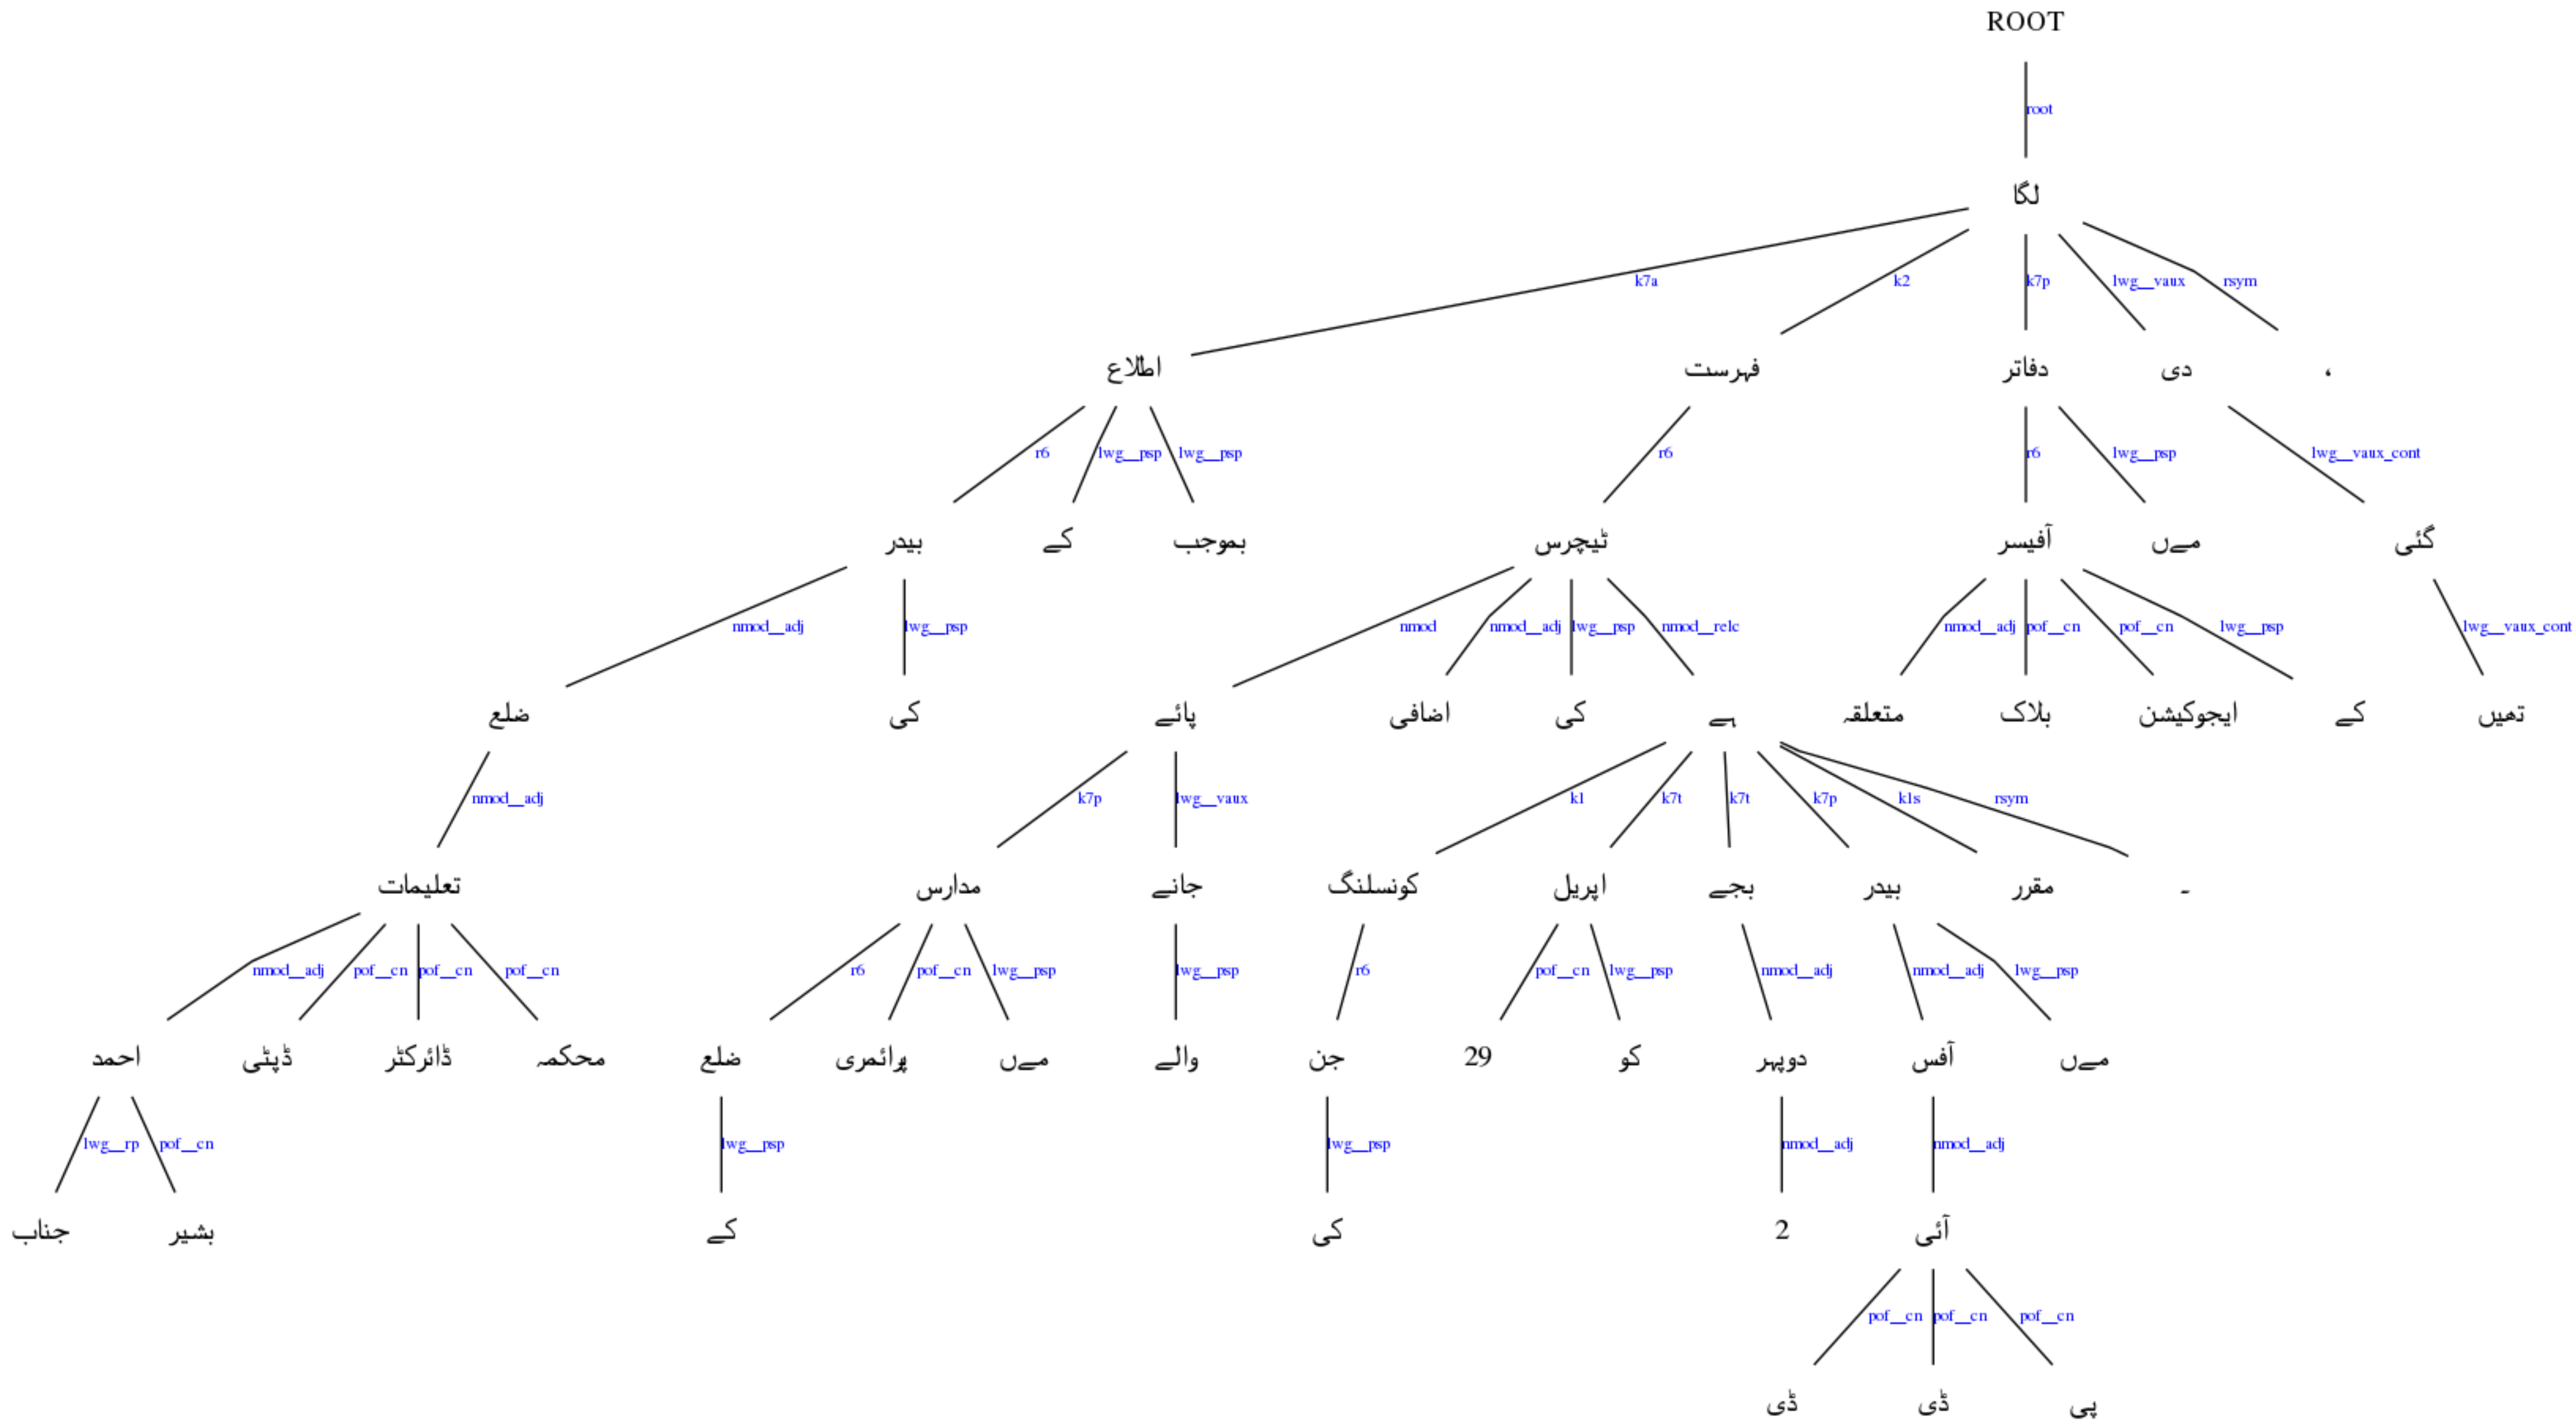 ROOT
root
لگا
k7a k2 k7p lwg__vaux rsym
اطلاع فہرست دفاتر دی ،
r6 lwg__psp lwg__psp r6 r6 lwg__psp lwg__vaux_cont
بیدر کے بموجب ٹیچرس آفیسر مےں گئی
nmod__adj lwg__psp nmod nmod__adj lwg__psp nmod__relc nmod__adj pof__cn pof__cn lwg__psp lwg__vaux_cont
ضلع کی پائے اضافی کی ہے متعلقہ بلاک ایجوکیشن کے تھیں
nmod__adj k7p lwg__vaux k1 k7t k7t k7p k1s rsym
تعلیمات مدارس جانے کونسلنگ اپریل بجے بیدر مقرر ۔
nmod__adj pof__cn pof__cn pof__cn r6 pof__cn lwg__psp lwg__psp r6 pof__cn lwg__psp nmod__adj nmod__adj lwg__psp
احمد ڈپٹی ڈائرکٹر محکمہ ضلع پرائمری مےں والے جن 29 کو دوپہر آفس مےں
lwg__rp pof__cn lwg__psp lwg__psp nmod__adj nmod__adj
جناب بشیر کے کی 2 آئی
pof__cn pof__cn pof__cn
ڈی ڈی پی